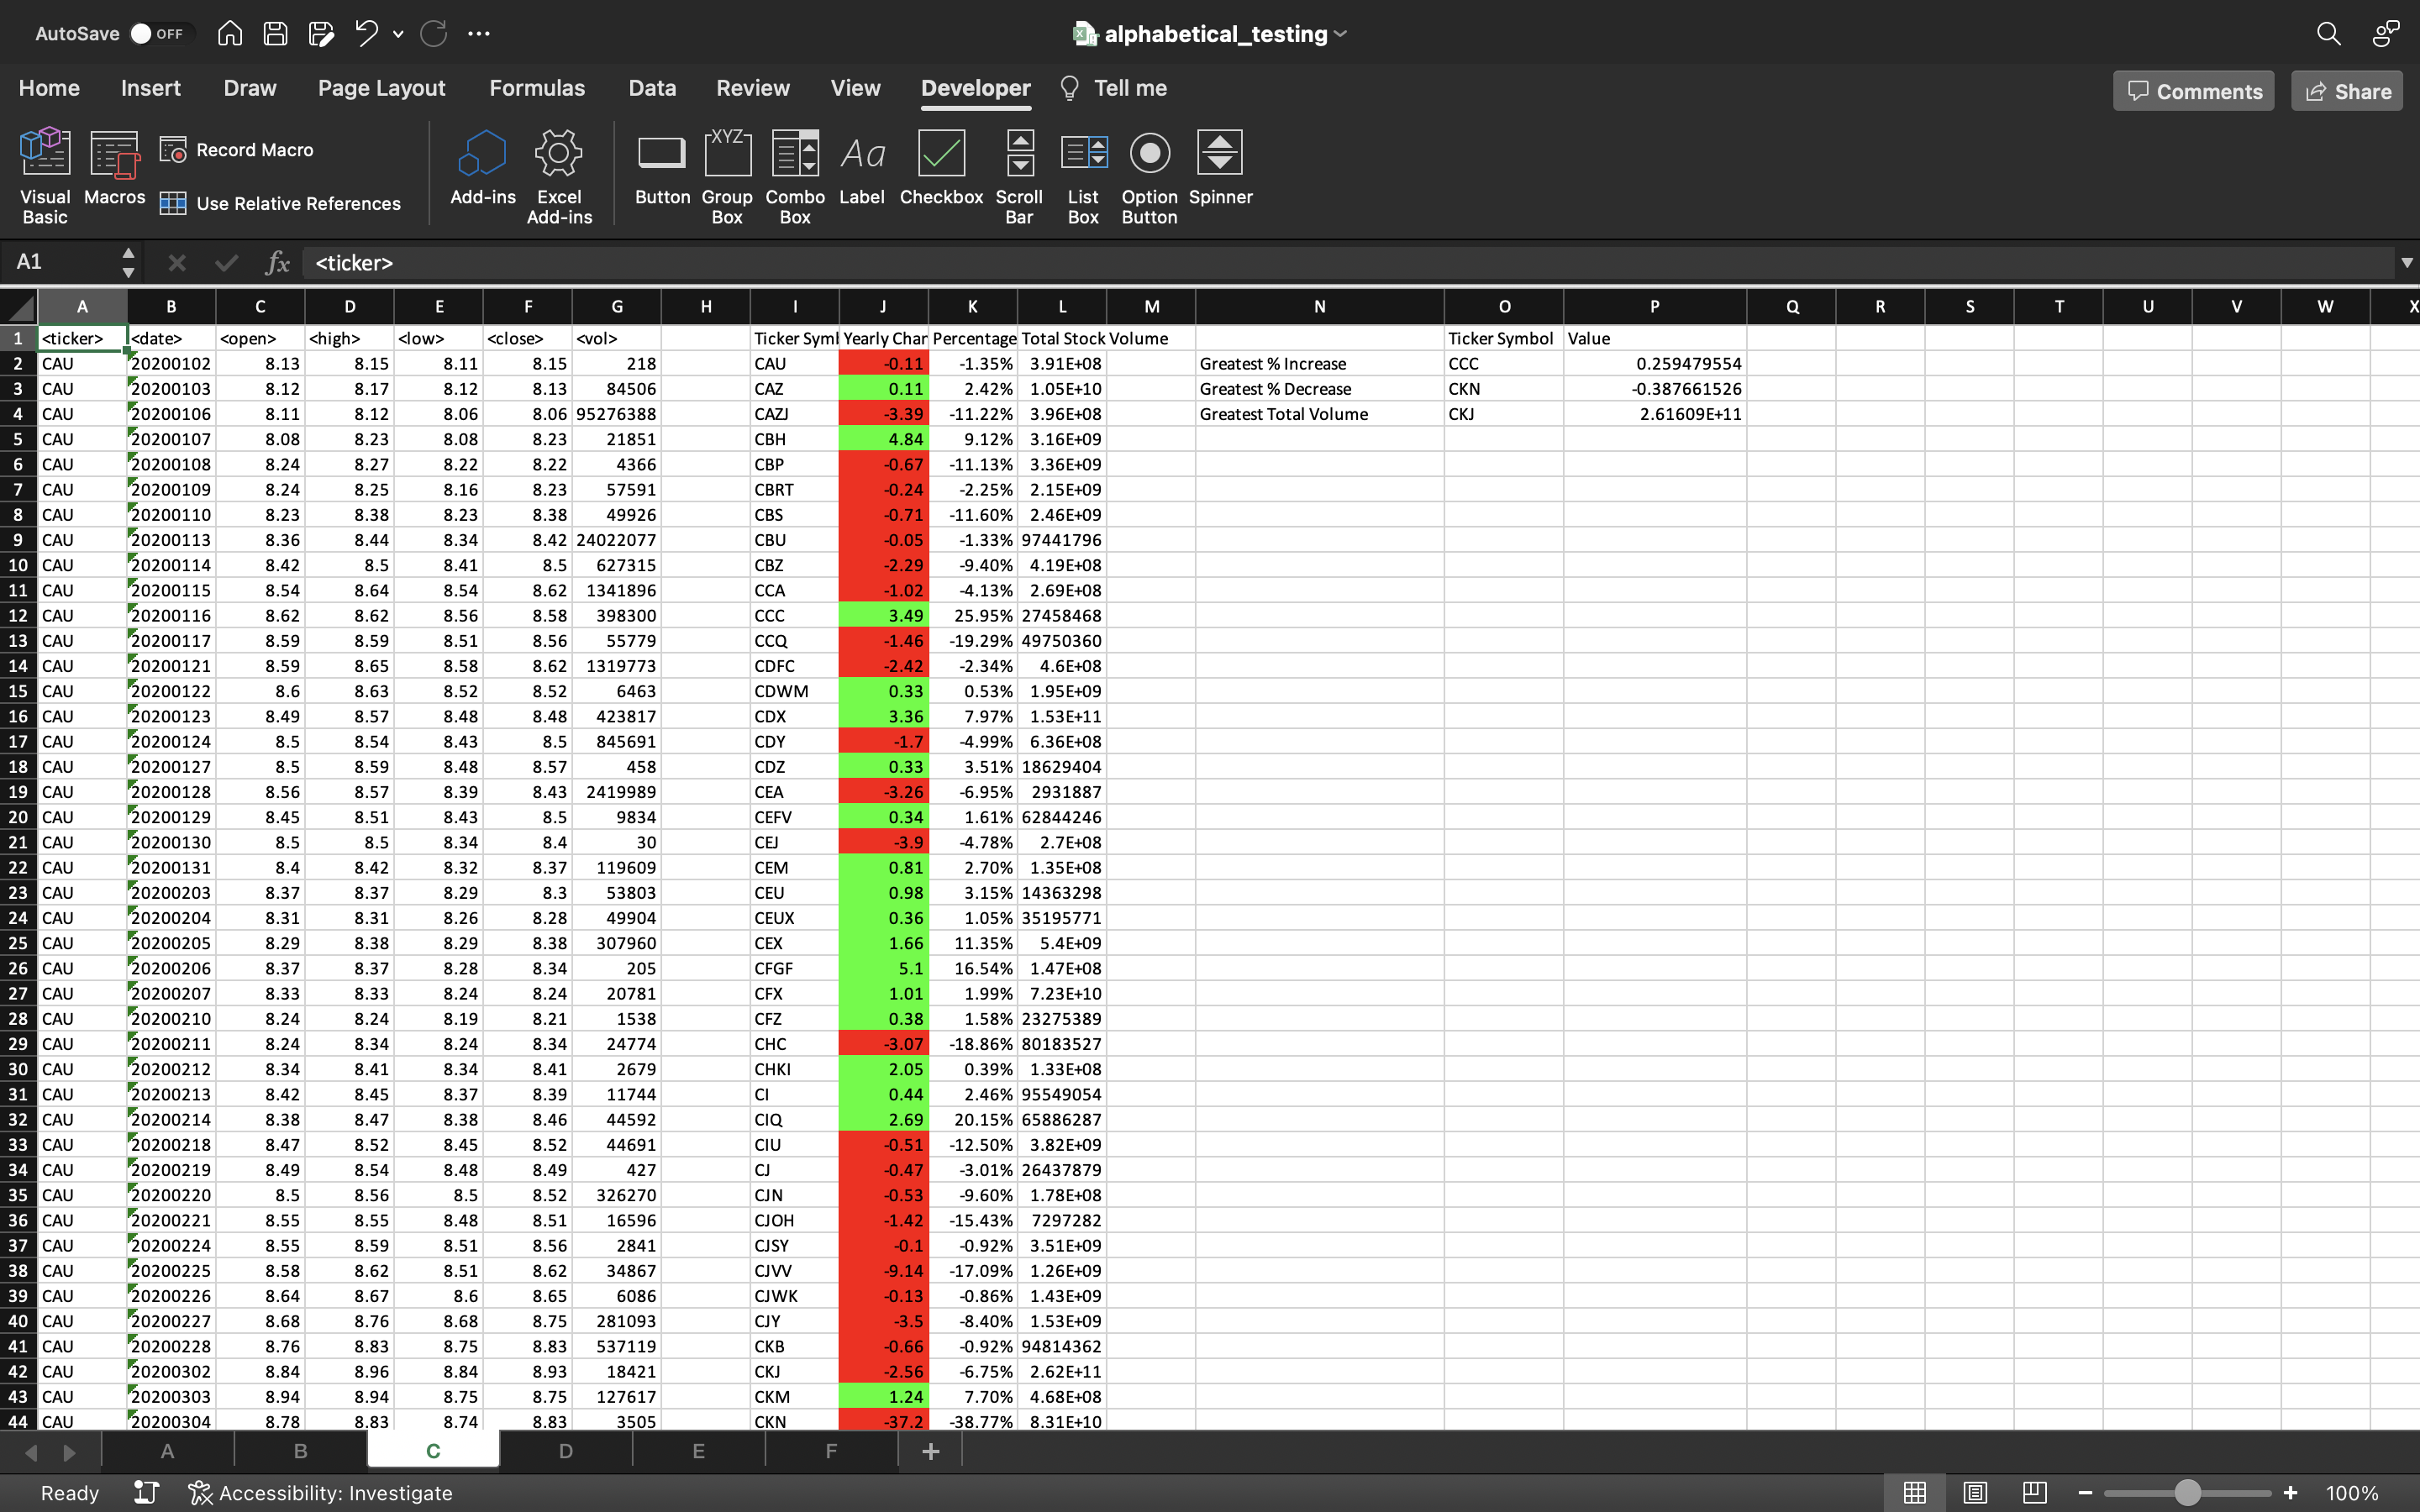 AutoSave OFF alphabetical_testing
Home Insert Draw Page Layout Formulas Data Review View Developer Tell me Comments Share
Visual Basic Macros Record Macro Use Relative References Add-ins Excel Add-ins Button Group Box XYZ Combo Box Aa Label Checkbox Scroll Bar List Box Option Button Spinner
A1 fx <ticker>
A B C D E F G H I J K L M N O P Q R S T U V W X
1 <ticker> <date> <open> <high> <low> <close> <vol> Ticker Syml Yearly Char Percentage Total Stock Volume Ticker Symbol Value
2 CAU 20200102 8.13 8.15 8.11 8.15 218 CAU -0.11 -1.35% 3.91E+08 Greatest % Increase CCC 0.259479554
3 CAU 20200103 8.12 8.17 8.12 8.13 84506 CAZ 0.11 2.42% 1.05E+10 Greatest % Decrease CKN -0.387661526
4 CAU 20200106 8.11 8.12 8.06 8.06 95276388 CAZJ -3.39 -11.22% 3.96E+08 Greatest Total Volume CKJ 2.61609E+11
5 CAU 20200107 8.08 8.23 8.08 8.23 21851 CBH 4.84 9.12% 3.16E+09
6 CAU 20200108 8.24 8.27 8.22 8.22 4366 CBP -0.67 -11.13% 3.36E+09
7 CAU 20200109 8.24 8.25 8.16 8.23 57591 CBRT -0.24 -2.25% 2.15E+09
8 CAU 20200110 8.23 8.38 8.23 8.38 49926 CBS -0.71 -11.60% 2.46E+09
9 CAU 20200113 8.36 8.44 8.34 8.42 24022077 CBU -0.05 -1.33% 97441796
10 CAU 20200114 8.42 8.5 8.41 8.5 627315 CBZ -2.29 -9.40% 4.19E+08
11 CAU 20200115 8.54 8.64 8.54 8.62 1341896 CCA -1.02 -4.13% 2.69E+08
12 CAU 20200116 8.62 8.62 8.56 8.58 398300 CCC 3.49 25.95% 27458468
13 CAU 20200117 8.59 8.59 8.51 8.56 55779 CCQ -1.46 -19.29% 49750360
14 CAU 20200121 8.59 8.65 8.58 8.62 1319773 CDFC -2.42 -2.34% 4.6E+08
15 CAU 20200122 8.6 8.63 8.52 8.52 6463 CDWM 0.33 0.53% 1.95E+09
16 CAU 20200123 8.49 8.57 8.48 8.48 423817 CDX 3.36 7.97% 1.53E+11
17 CAU 20200124 8.5 8.54 8.43 8.5 845691 CDY -1.7 -4.99% 6.36E+08
18 CAU 20200127 8.5 8.59 8.48 8.57 458 CDZ 0.33 3.51% 18629404
19 CAU 20200128 8.56 8.57 8.39 8.43 2419989 CEA -3.26 -6.95% 2931887
20 CAU 20200129 8.45 8.51 8.43 8.5 9834 CEFV 0.34 1.61% 62844246
21 CAU 20200130 8.5 8.5 8.34 8.4 30 CEJ -3.9 -4.78% 2.7E+08
22 CAU 20200131 8.4 8.42 8.32 8.37 119609 CEM 0.81 2.70% 1.35E+08
23 CAU 20200203 8.37 8.37 8.29 8.3 53803 CEU 0.98 3.15% 14363298
24 CAU 20200204 8.31 8.31 8.26 8.28 49904 CEUX 0.36 1.05% 35195771
25 CAU 20200205 8.29 8.38 8.29 8.38 307960 CEX 1.66 11.35% 5.4E+09
26 CAU 20200206 8.37 8.37 8.28 8.34 205 CFGF 5.1 16.54% 1.47E+08
27 CAU 20200207 8.33 8.33 8.24 8.24 20781 CFX 1.01 1.99% 7.23E+10
28 CAU 20200210 8.24 8.24 8.19 8.21 1538 CFZ 0.38 1.58% 23275389
29 CAU 20200211 8.24 8.34 8.24 8.34 24774 CHC -3.07 -18.86% 80183527
30 CAU 20200212 8.34 8.41 8.34 8.41 2679 CHKI 2.05 0.39% 1.33E+08
31 CAU 20200213 8.42 8.45 8.37 8.39 11744 CI 0.44 2.46% 95549054
32 CAU 20200214 8.38 8.47 8.38 8.46 44592 CIQ 2.69 20.15% 65886287
33 CAU 20200218 8.47 8.52 8.45 8.52 44691 CIU -0.51 -12.50% 3.82E+09
34 CAU 20200219 8.49 8.54 8.48 8.49 427 CJ -0.47 -3.01% 26437879
35 CAU 20200220 8.5 8.56 8.5 8.52 326270 CJN -0.53 -9.60% 1.78E+08
36 CAU 20200221 8.55 8.55 8.48 8.51 16596 CJOH -1.42 -15.43% 7297282
37 CAU 20200224 8.55 8.59 8.51 8.56 2841 CJSY -0.1 -0.92% 3.51E+09
38 CAU 20200225 8.58 8.62 8.51 8.62 34867 CJVV -9.14 -17.09% 1.26E+09
39 CAU 20200226 8.64 8.67 8.6 8.65 6086 CJWK -0.13 -0.86% 1.43E+09
40 CAU 20200227 8.68 8.76 8.68 8.75 281093 CJY -3.5 -8.40% 1.53E+09
41 CAU 20200228 8.76 8.83 8.75 8.83 537119 CKB -0.66 -0.92% 94814362
42 CAU 20200302 8.84 8.96 8.84 8.93 18421 CKJ -2.56 -6.75% 2.62E+11
43 CAU 20200303 8.94 8.94 8.75 8.75 127617 CKM 1.24 7.70% 4.68E+08
44 CAU 20200304 8.78 8.83 8.74 8.83 3505 CKN -37.2 -38.77% 8.31E+10
A B C D E F +
Ready Accessibility: Investigate 100%